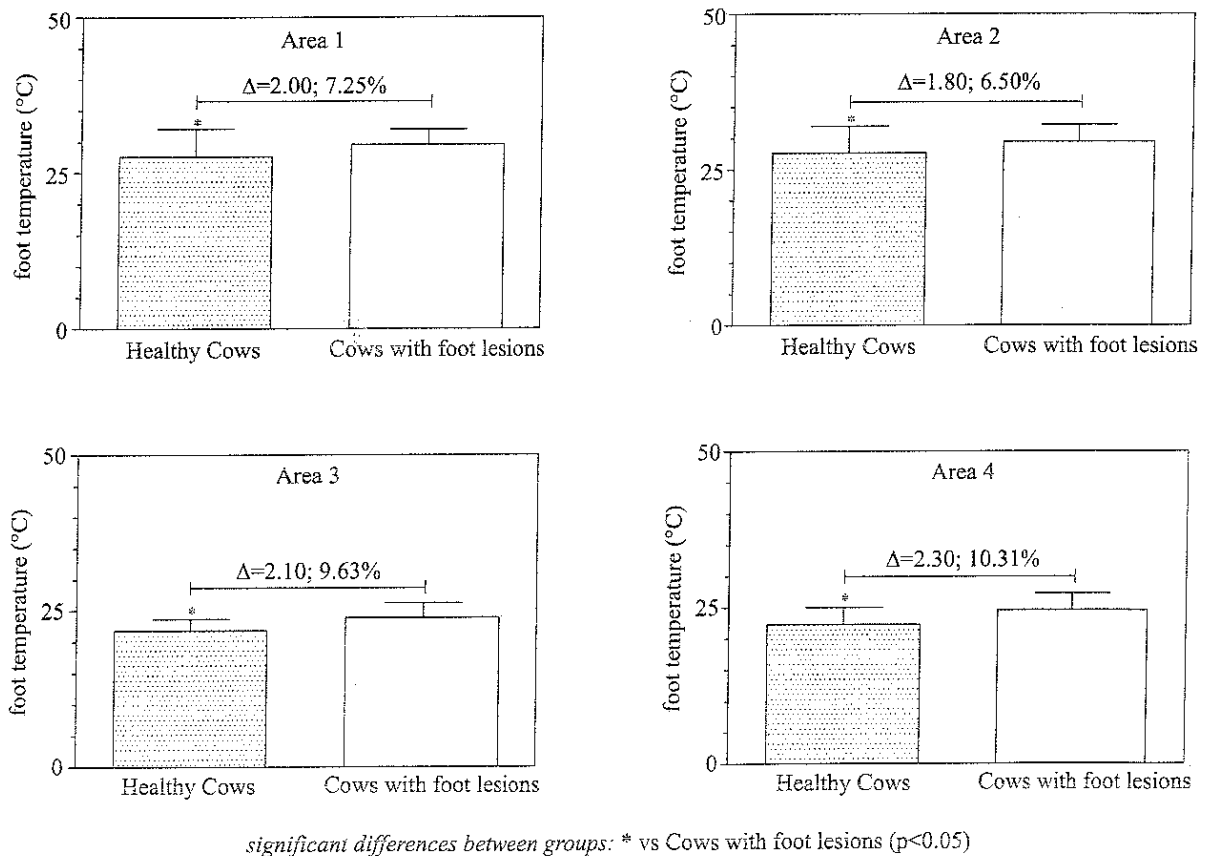 50
Area 1
Δ=2.00; 7.25%
*
25
0
foot temperature (°C)
Healthy Cows
Cows with foot lesions
50
Area 2
Δ=1.80; 6.50%
*
25
0
foot temperature (°C)
Healthy Cows
Cows with foot lesions
50
Area 3
Δ=2.10; 9.63%
*
25
0
foot temperature (°C)
Healthy Cows
Cows with foot lesions
50
Area 4
Δ=2.30; 10.31%
*
25
0
foot temperature (°C)
Healthy Cows
Cows with foot lesions
significant differences between groups: * vs Cows with foot lesions (p<0.05)